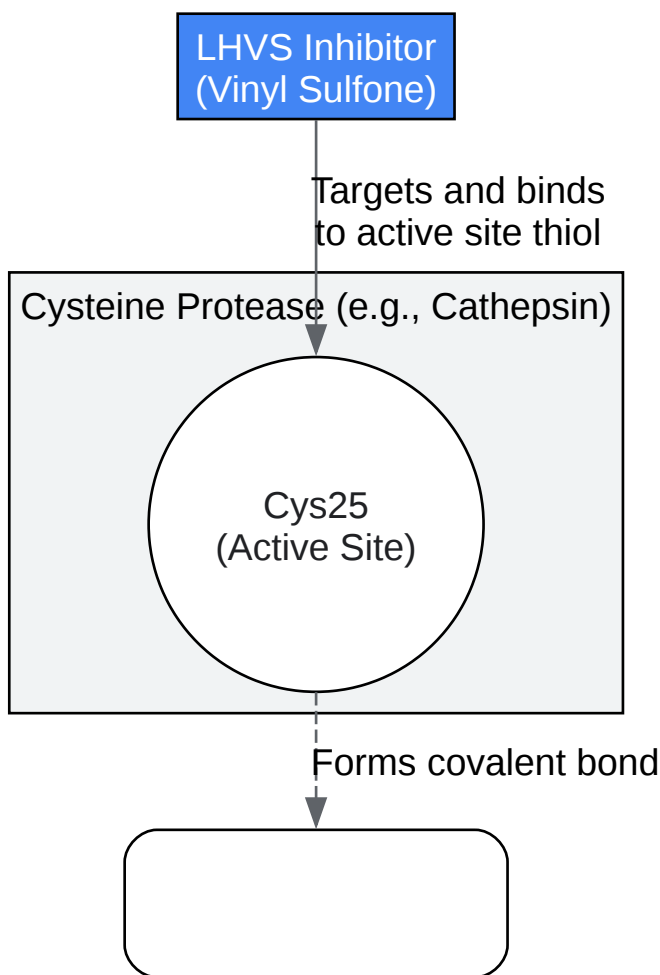 LHVS Inhibitor
(Vinyl Sulfone)
Targets and binds
to active site thiol
Cysteine Protease (e.g., Cathepsin)
Cys25
(Active Site)
Forms covalent bond